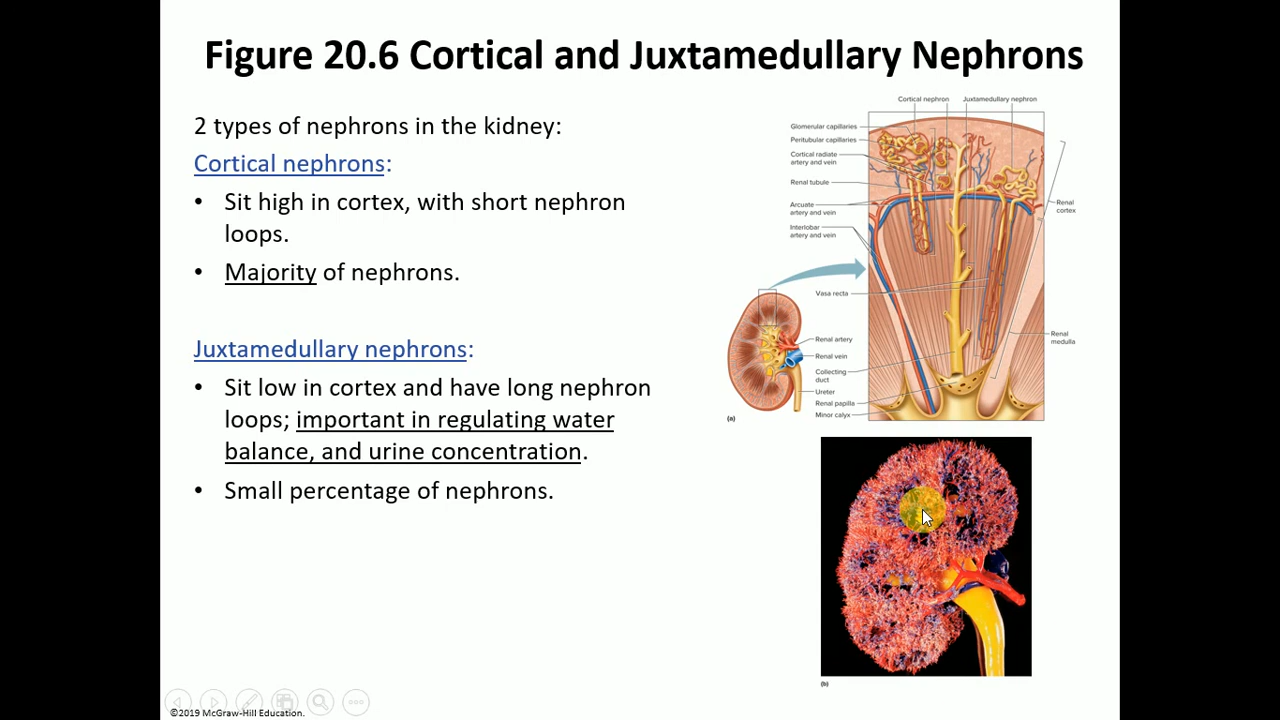 Figure 20.6 Cortical and Juxtamedullary Nephrons
2 types of nephrons in the kidney:
Cortical nephrons:
• Sit high in cortex, with short nephron
loops.
• Majority of nephrons.
Juxtamedullary nephrons:
• Sit low in cortex and have long nephron
loops; important in regulating water
balance, and urine concentration.
• Small percentage of nephrons.
Cortical nephron
Juxtamedullary nephron
Glomerular capillaries
Peritubular capillaries
Cortical radiate
artery and vein
Renal tubule
Arcuate
artery and vein
Interlobar
artery and vein
Renal
cortex
Vasa recta
Renal
medulla
Renal artery
Renal vein
Collecting
duct
Ureter
Renal papilla
Minor calyx
(a)
(b)
©2019 McGraw-Hill Education.